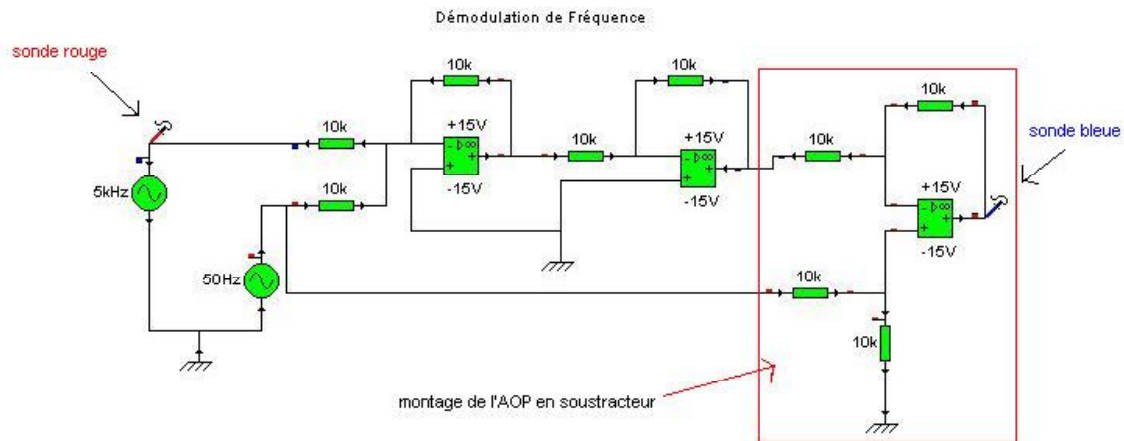 Démodulation de Fréquence
sonde rouge
10k
10k
10k
+15V
+15V
10k
10k
10k
sonde bleue
5kHz
10k
-15V
-15V
+15V
-15V
50Hz
10k
10k
montage de l'AOP en soustracteur